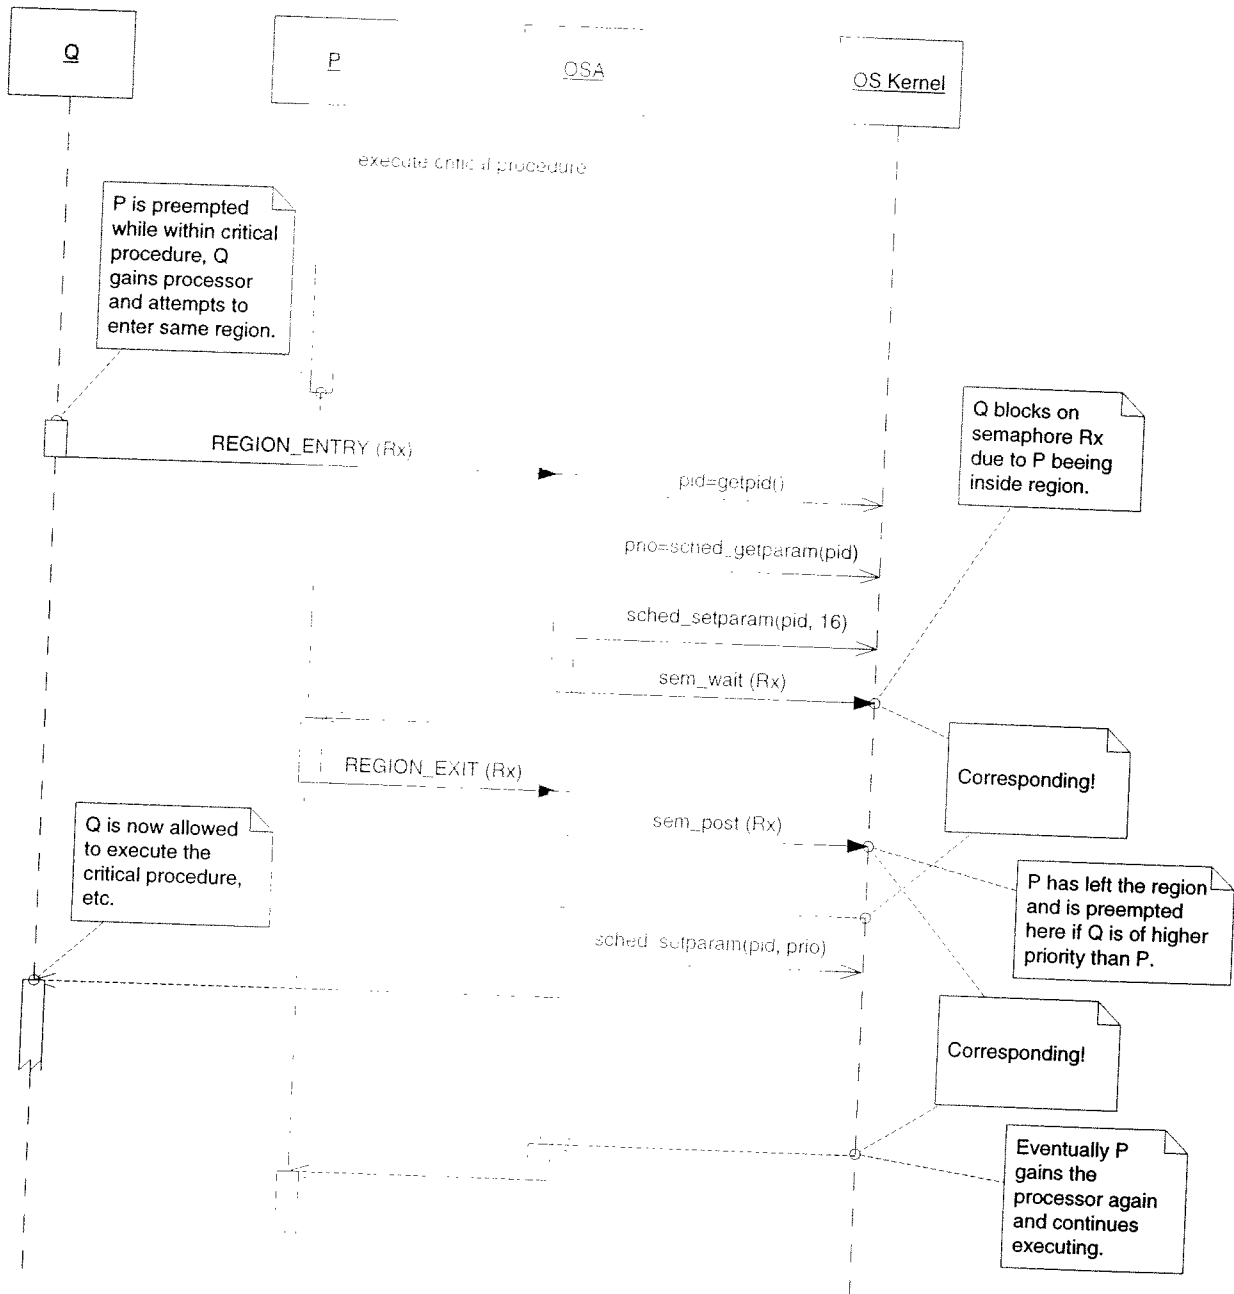 Q
P
OSA
OS Kernel
execute critical procedure
P is preempted
while within critical
procedure, Q
gains processor
and attempts to
enter same region.
Q blocks on
semaphore Rx
due to P beeing
inside region.
REGION_ENTRY (Rx)
pid=getpid()
prio=sched_getparam(pid)
sched_setparam(pid, 16)
sem_wait (Rx)
Corresponding!
REGION_EXIT (Rx)
sem_post (Rx)
Q is now allowed
to execute the
critical procedure,
etc.
P has left the region
and is preempted
here if Q is of higher
priority than P.
sched_setparam(pid, prio)
Corresponding!
Eventually P
gains the
processor again
and continues
executing.